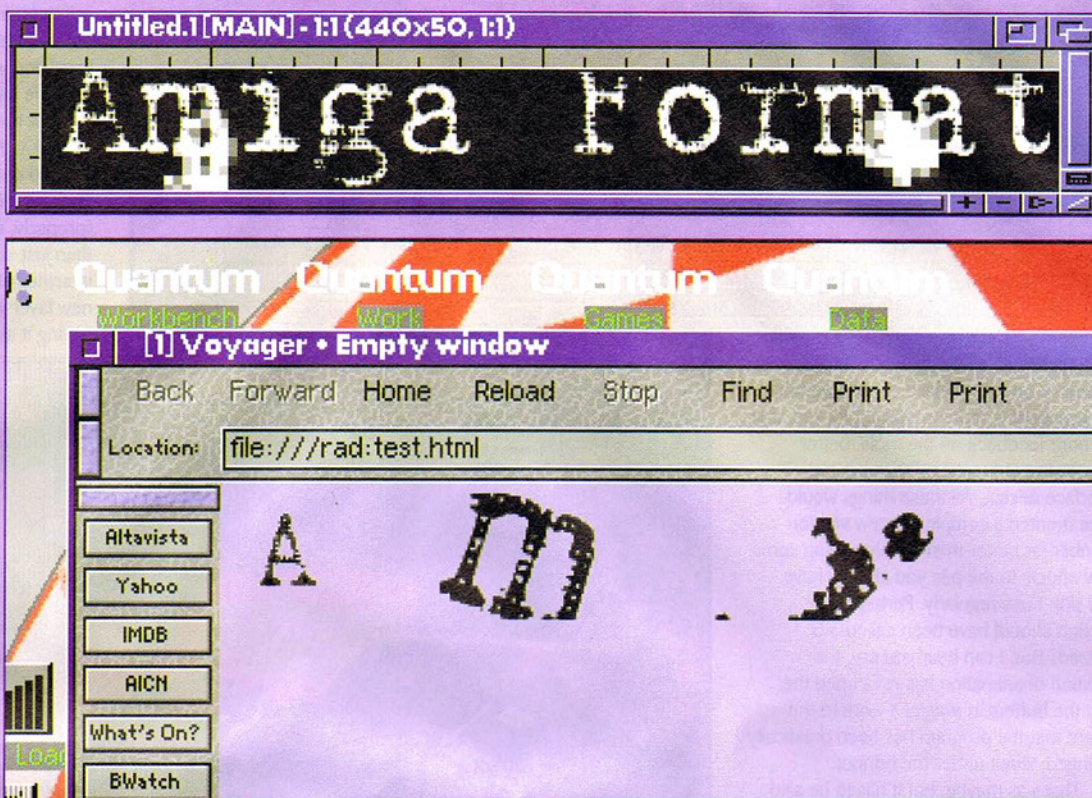 Untitled.1 [MAIN] - 1:1 (440x50, 1:1)
Amiga Format
Quantum Quantum Quantum Quantum
Workbench Work Games Data
[1] Voyager • Empty window
Back Forward Home Reload Stop Find Print Print
Location: file:///rad:test.html
A m
Altavista
Yahoo
IMDB
AICN
What's On?
BWatch